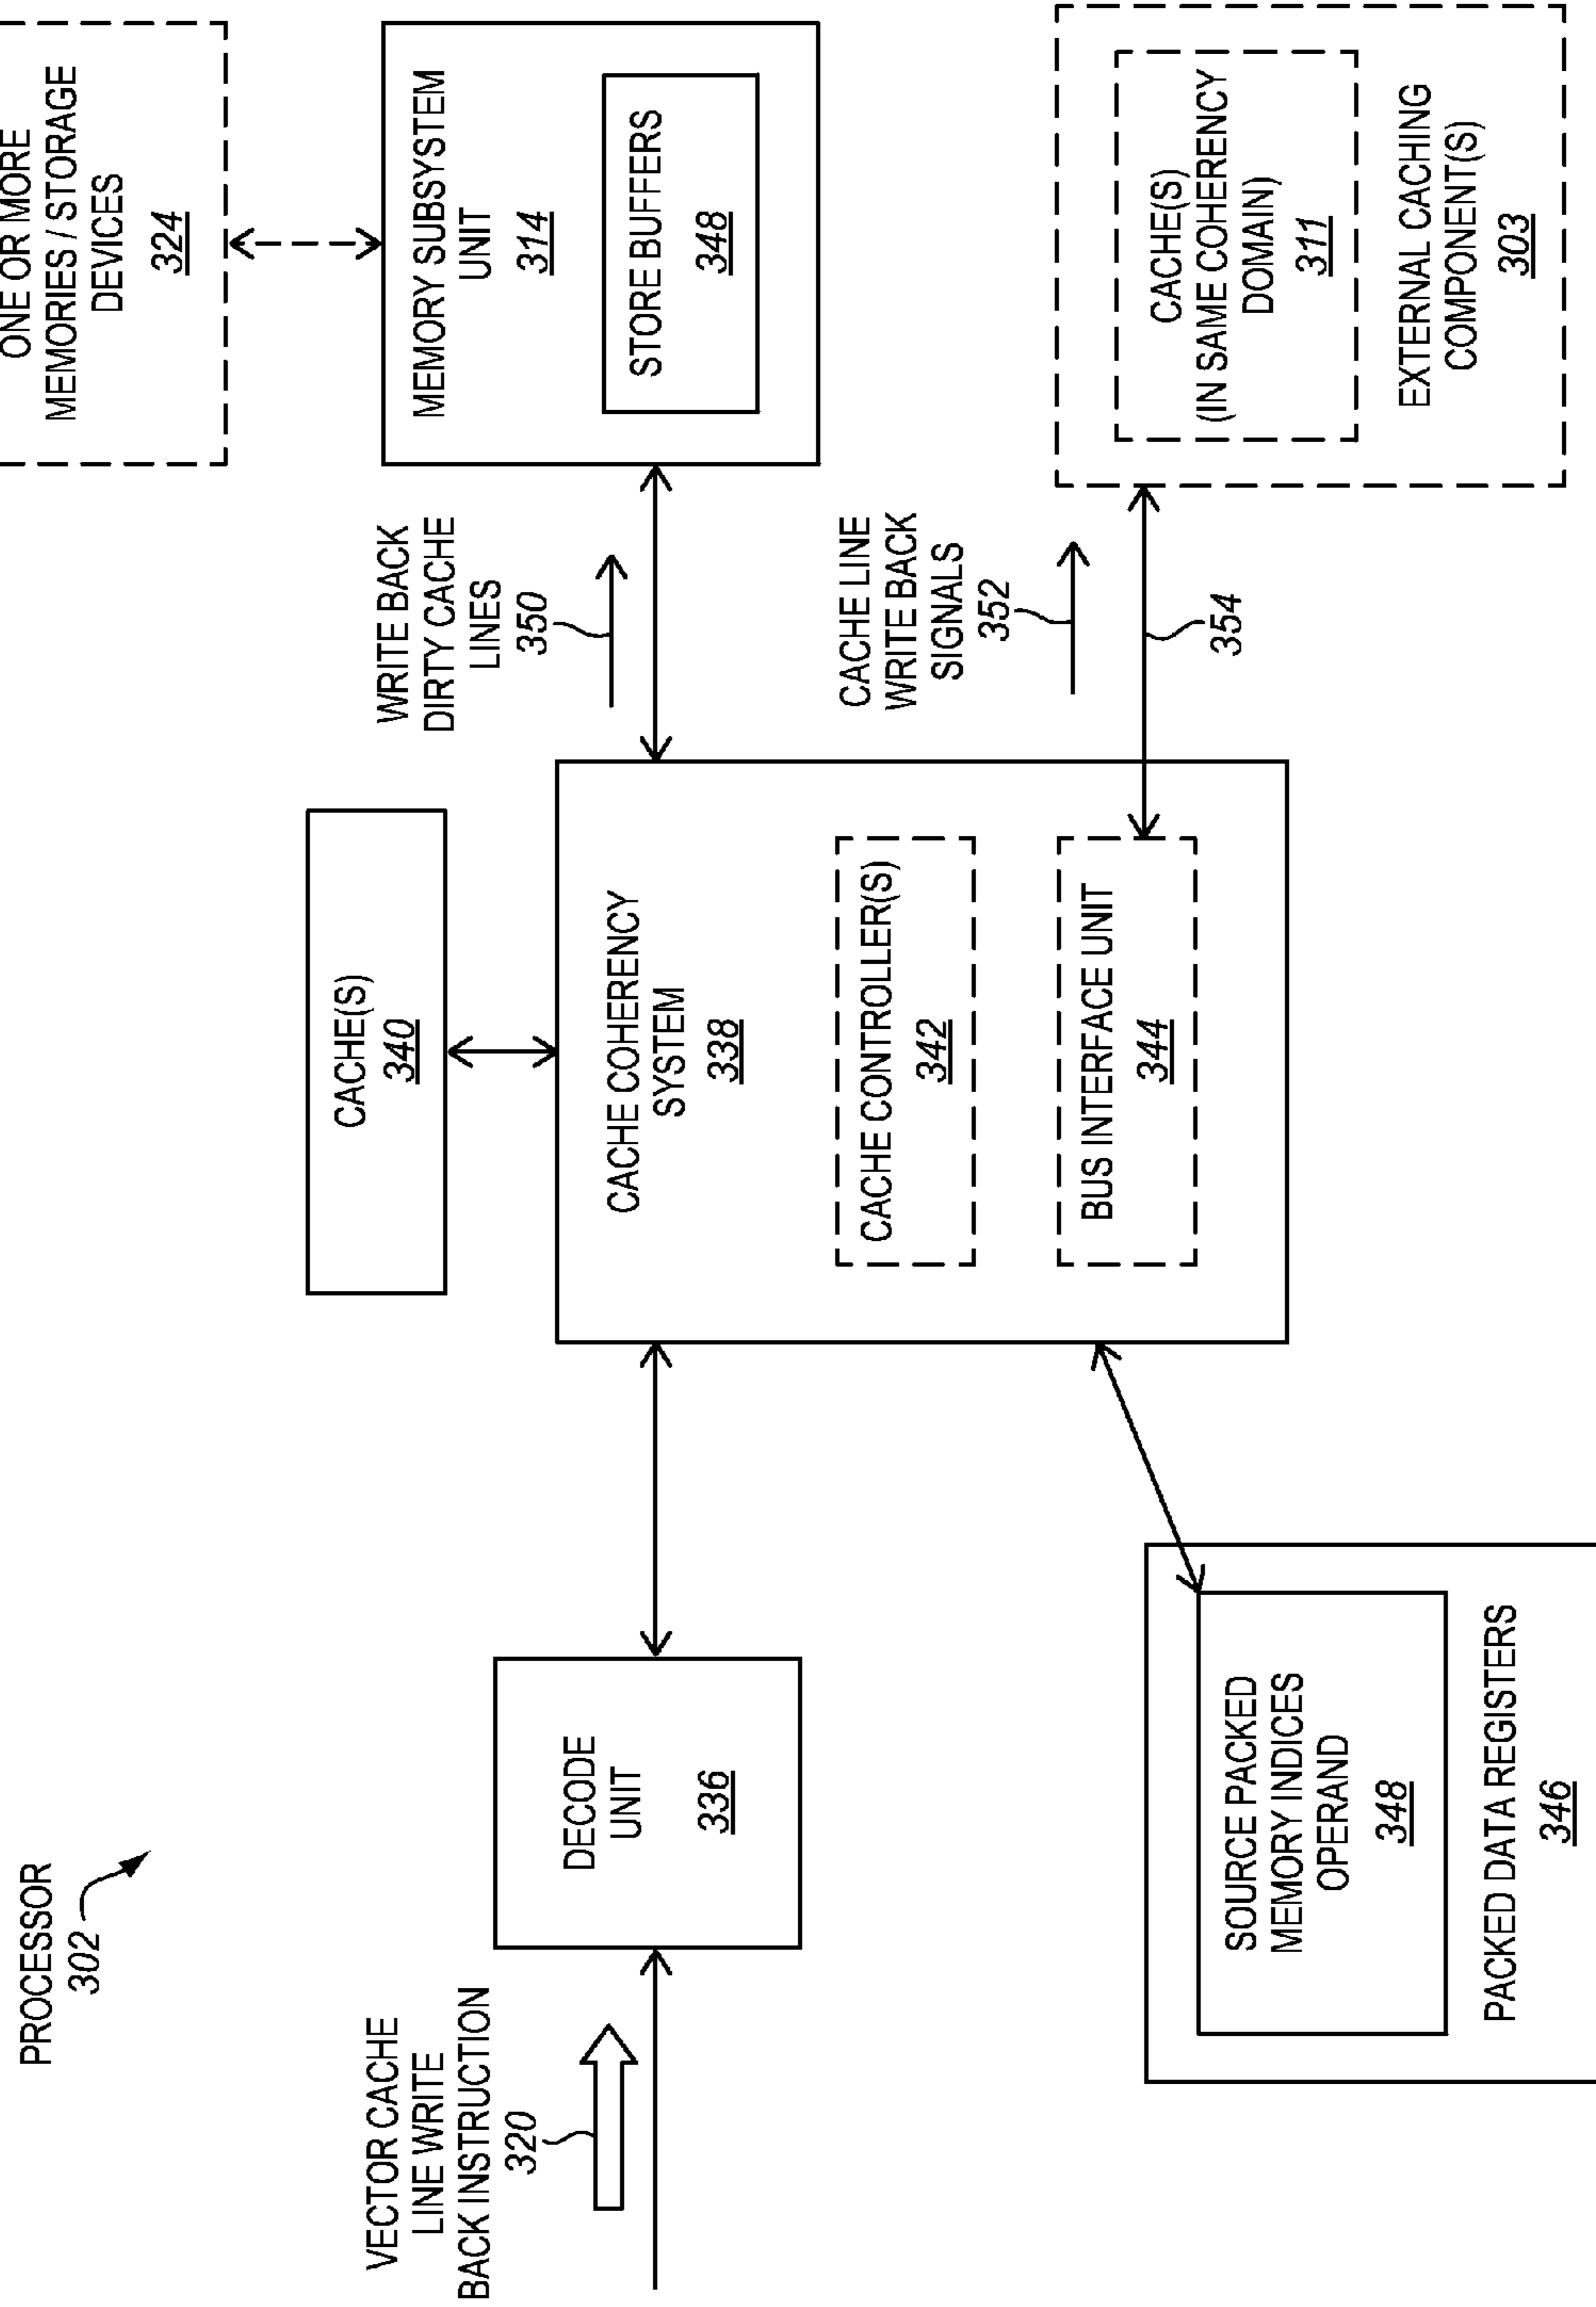 PROCESSOR
302
VECTOR CACHE
LINE WRITE
BACK INSTRUCTION
320
DECODE
UNIT
336
SOURCE PACKED
MEMORY INDICES
OPERAND
348
PACKED DATA REGISTERS
346
CACHE(S)
340
CACHE COHERENCY
SYSTEM
338
CACHE CONTROLLER(S)
342
BUS INTERFACE UNIT
344
WRITE BACK
DIRTY CACHE
LINES
350
CACHE LINE
WRITE BACK
SIGNALS
352
354
ONE OR MORE
MEMORIES / STORAGE
DEVICES
324
MEMORY SUBSYSTEM
UNIT
314
STORE BUFFERS
348
CACHE(S)
(IN SAME COHERENCY
DOMAIN)
311
EXTERNAL CACHING
COMPONENT(S)
303